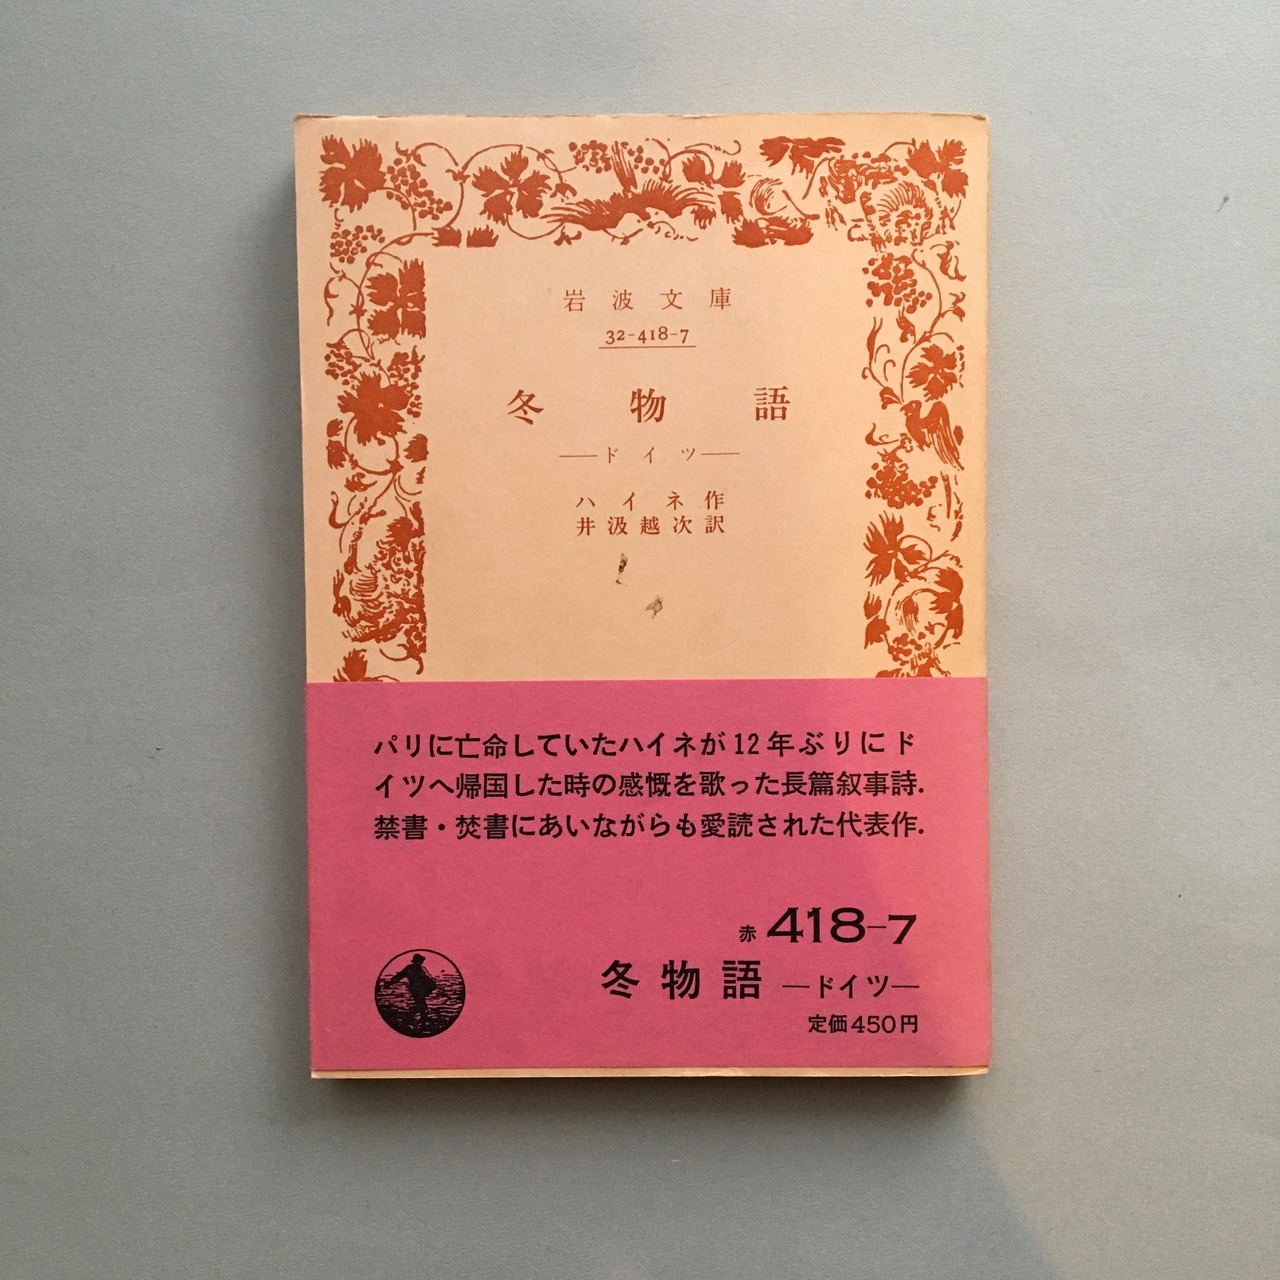 岩波文庫
32-418-7
冬物語
—ドイツ—
ハイネ作
井汲越次訳
パリに亡命していたハイネが12年ぶりにド
イツへ帰国した時の感慨を歌った長篇叙事詩.
禁書・焚書にあいながらも愛読された代表作.
赤 418-7
冬物語 —ドイツ—
定価450円